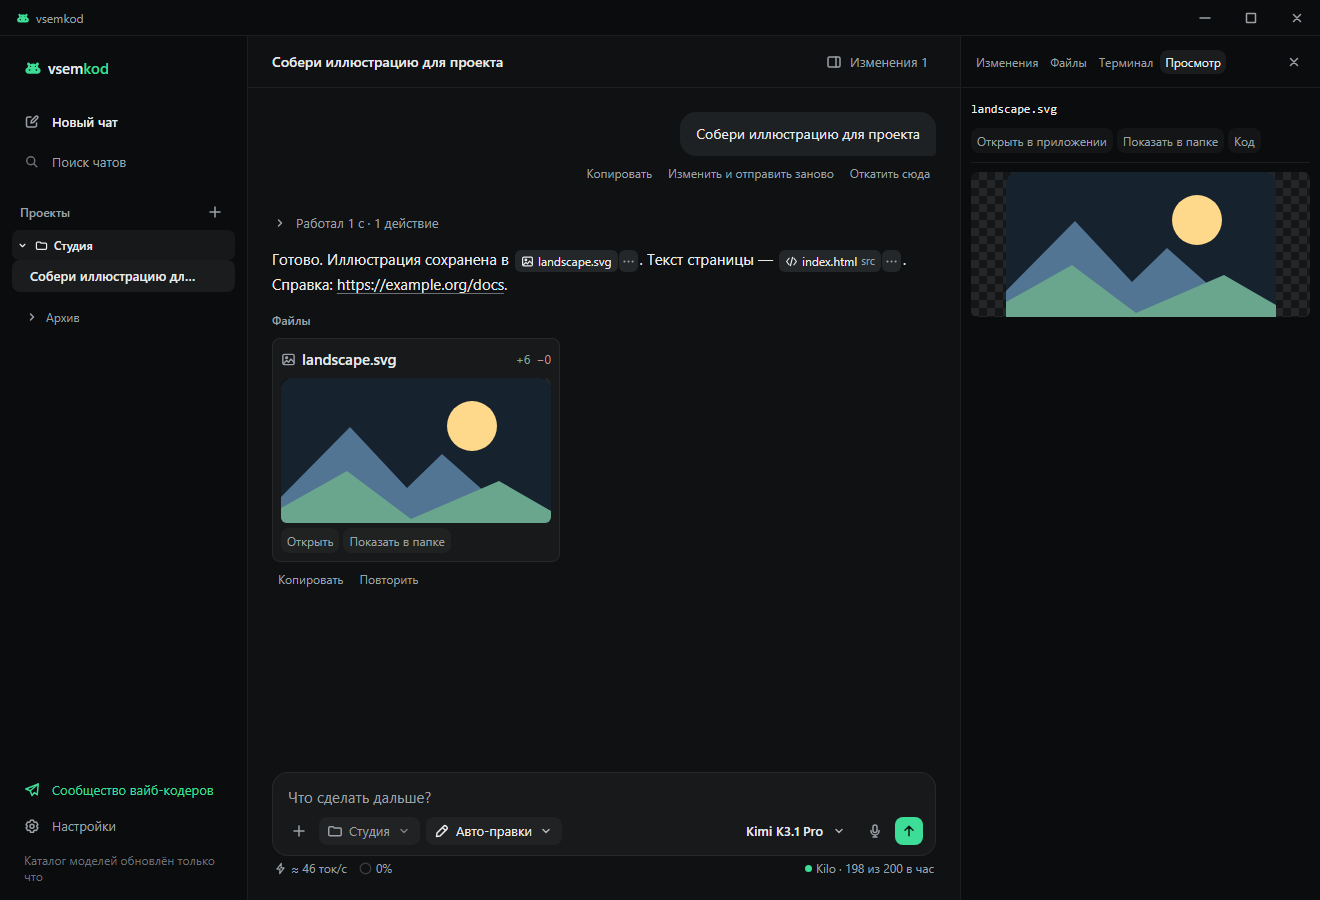 vsemkod
vsemkod
Новый чат
Поиск чатов
Проекты
Студия
Собери иллюстрацию дл...
Архив
Сообщество вайб-кодеров
Настройки
Каталог моделей обновлён только
что
Собери иллюстрацию для проекта
Изменения 1
Собери иллюстрацию для проекта
Копировать Изменить и отправить заново Откатить сюда
Работал 1 с · 1 действие
Готово. Иллюстрация сохранена в landscape.svg ··· . Текст страницы — index.html src ··· .
Справка: https://example.org/docs.
Файлы
landscape.svg +6 −0
Открыть Показать в папке
Копировать Повторить
Что сделать дальше?
Студия Авто-правки Kimi K3.1 Pro
≈ 46 ток/с 0% Kilo · 198 из 200 в час
Изменения Файлы Терминал Просмотр
landscape.svg
Открыть в приложении Показать в папке Код